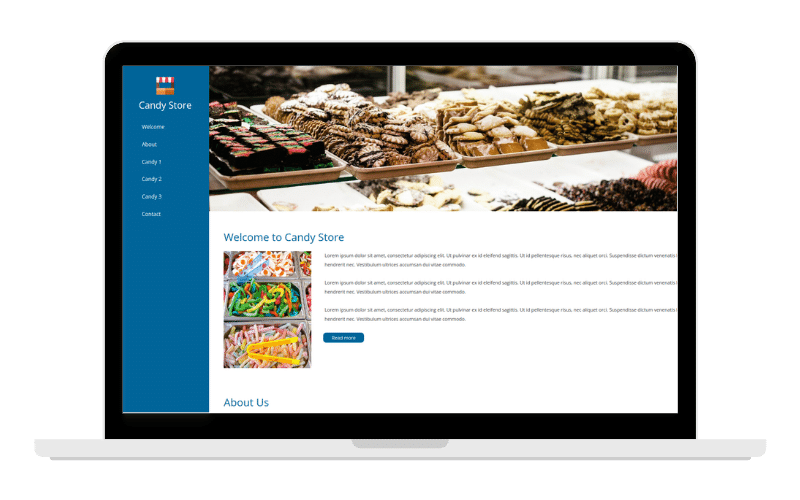 Candy Store
Welcome
About
Candy 1
Candy 2
Candy 3
Contact
Welcome to Candy Store
Lorem ipsum dolor sit amet, consectetur adipiscing elit. Ut pulvinar ex id eleifend sagittis. Ut id pellentesque risus, nec aliquet orci. Suspendisse dictum venenatis
hendrerit nec. Vestibulum ultrices accumsan dui vitae commodo.
Lorem ipsum dolor sit amet, consectetur adipiscing elit. Ut pulvinar ex id eleifend sagittis. Ut id pellentesque risus, nec aliquet orci. Suspendisse dictum venenatis
hendrerit nec. Vestibulum ultrices accumsan dui vitae commodo.
Lorem ipsum dolor sit amet, consectetur adipiscing elit. Ut pulvinar ex id eleifend sagittis. Ut id pellentesque risus, nec aliquet orci. Suspendisse dictum venenatis
hendrerit nec. Vestibulum ultrices accumsan dui vitae commodo.
Read more
About Us